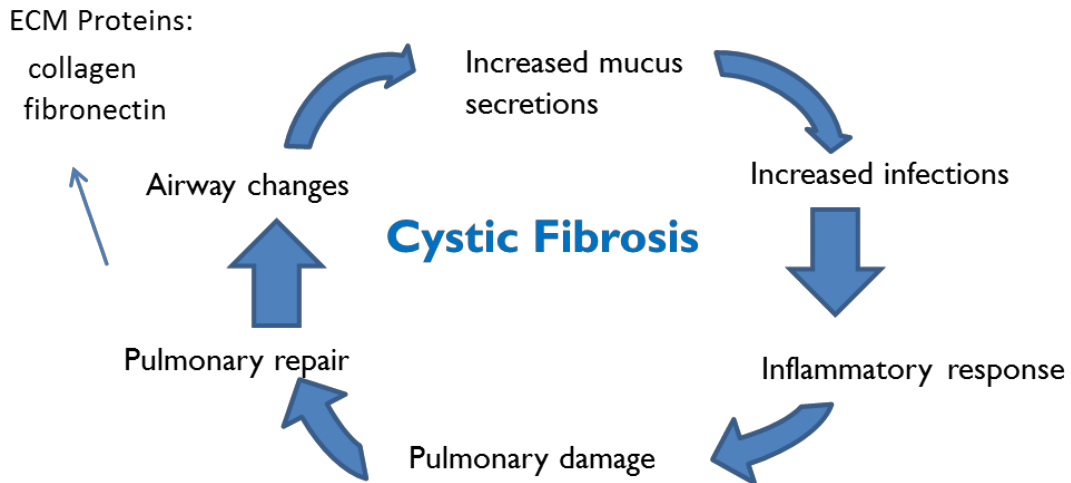 ECM Proteins:
collagen
fibronectin
Increased mucus
secretions
Airway changes
Increased infections
Cystic Fibrosis
Pulmonary repair
Inflammatory response
Pulmonary damage